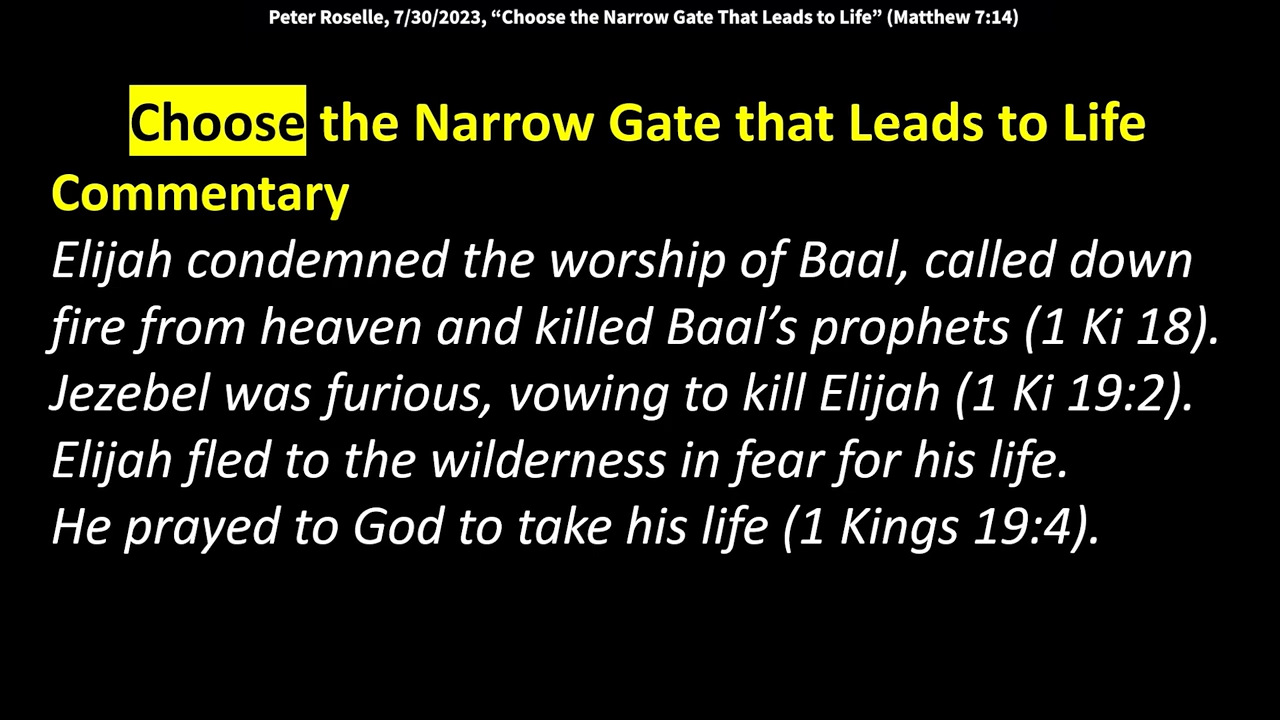 Peter Roselle, 7/30/2023, “Choose the Narrow Gate That Leads to Life” (Matthew 7:14)
Choose the Narrow Gate that Leads to Life
Commentary
Elijah condemned the worship of Baal, called down
fire from heaven and killed Baal’s prophets (1 Ki 18).
Jezebel was furious, vowing to kill Elijah (1 Ki 19:2).
Elijah fled to the wilderness in fear for his life.
He prayed to God to take his life (1 Kings 19:4).